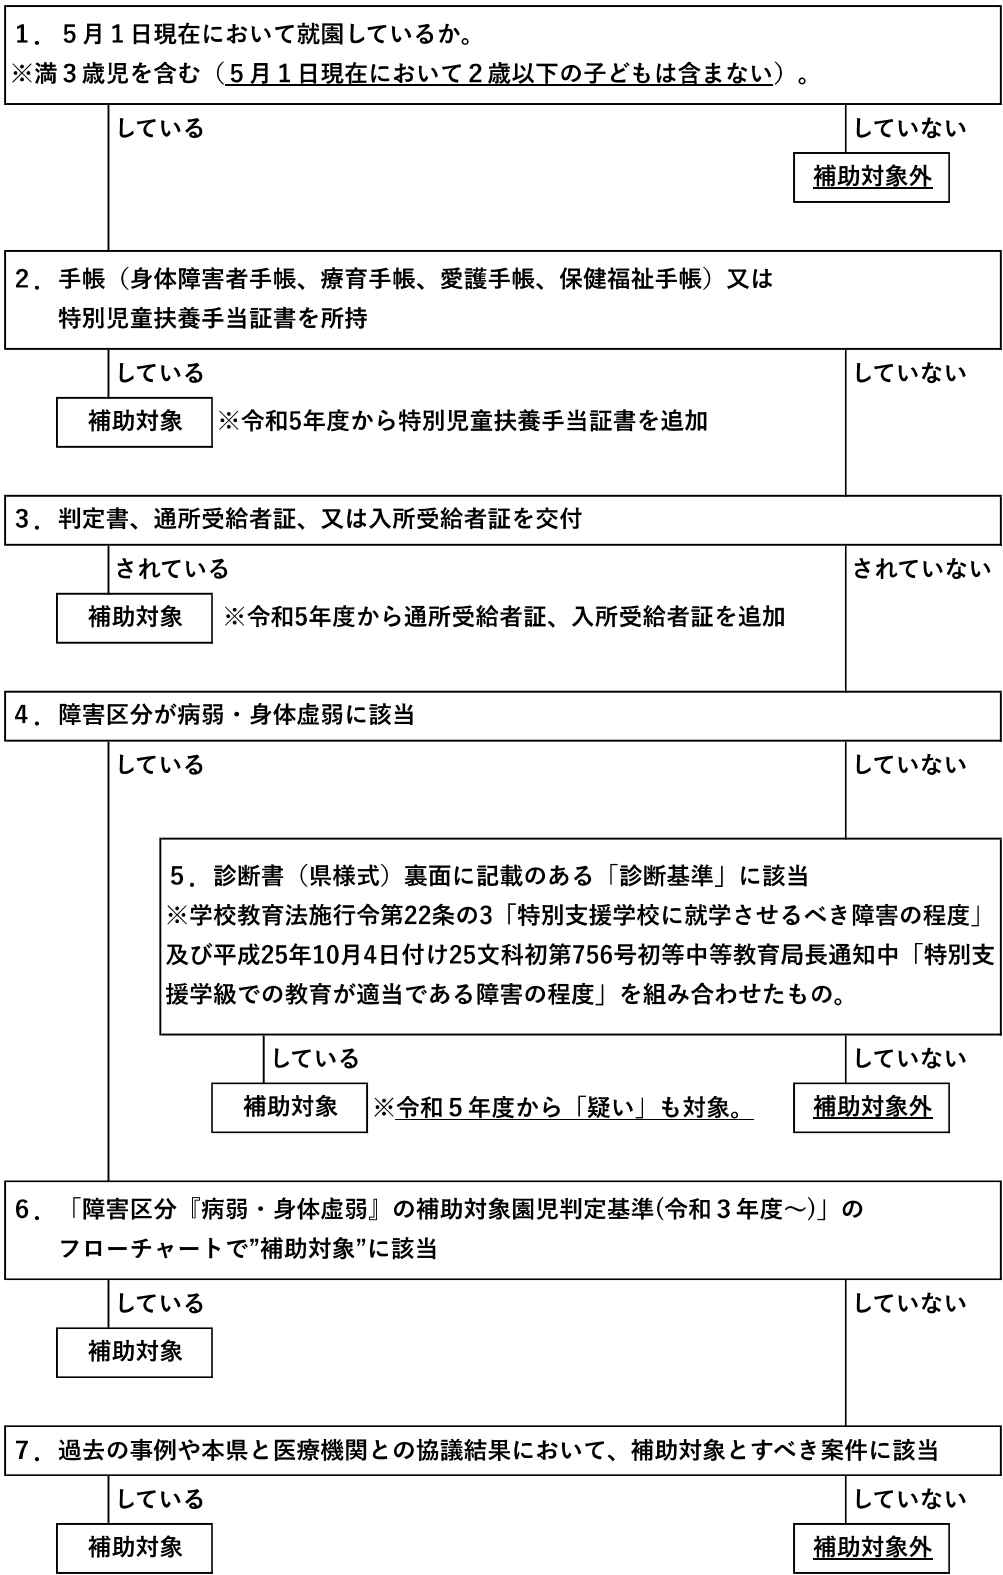 １．５月１日現在において就園しているか。
※満３歳児を含む（５月１日現在において２歳以下の子どもは含まない）。
している
していない
補助対象外
２．手帳（身体障害者手帳、療育手帳、愛護手帳、保健福祉手帳）又は
特別児童扶養手当証書を所持
している
していない
補助対象
※令和5年度から特別児童扶養手当証書を追加
３．判定書、通所受給者証、又は入所受給者証を交付
されている
されていない
補助対象
※令和5年度から通所受給者証、入所受給者証を追加
４．障害区分が病弱・身体虚弱に該当
している
していない
５．診断書（県様式）裏面に記載のある「診断基準」に該当
※学校教育法施行令第22条の3「特別支援学校に就学させるべき障害の程度」
及び平成25年10月4日付け25文科初第756号初等中等教育局長通知中「特別支
援学級での教育が適当である障害の程度」を組み合わせたもの。
している
していない
補助対象
※令和５年度から「疑い」も対象。
補助対象外
６．「障害区分『病弱・身体虚弱』の補助対象園児判定基準(令和３年度～)」の
フローチャートで”補助対象”に該当
している
していない
補助対象
７．過去の事例や本県と医療機関との協議結果において、補助対象とすべき案件に該当
している
していない
補助対象
補助対象外